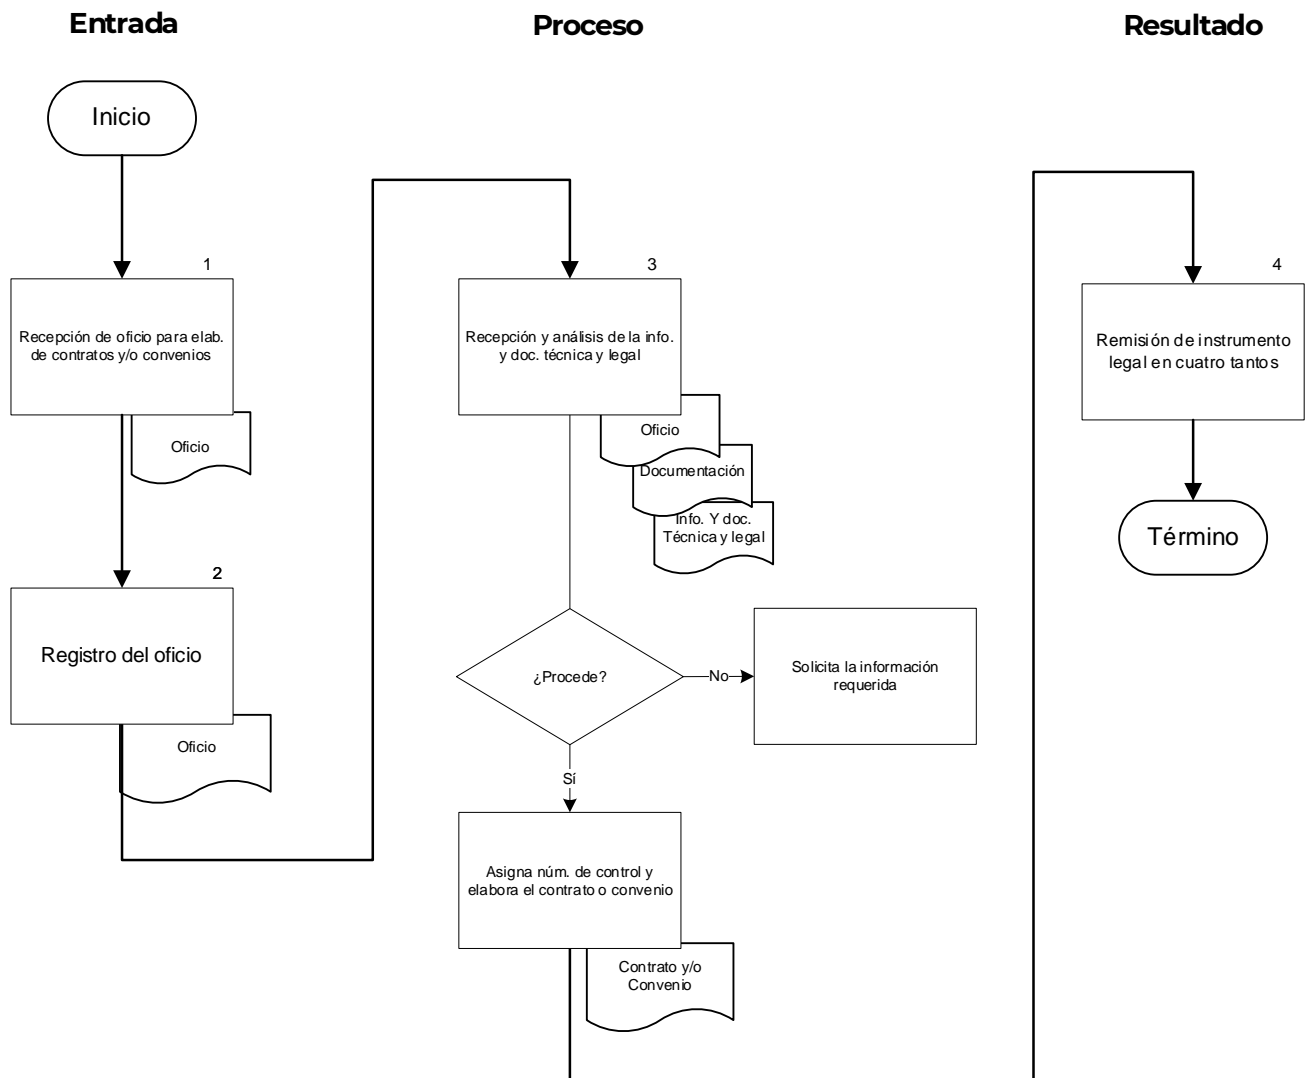 Entrada
Proceso
Resultado
Inicio
1
Recepción de oficio para elab.
de contratos y/o convenios
Oficio
2
Registro del oficio
Oficio
3
Recepción y análisis de la info.
y doc. técnica y legal
Oficio
Documentación
Info. Y doc.
Técnica y legal
¿Procede?
No
Solicita la información
requerida
Sí
Asigna núm. de control y
elabora el contrato o convenio
Contrato y/o
Convenio
4
Remisión de instrumento
legal en cuatro tantos
Término